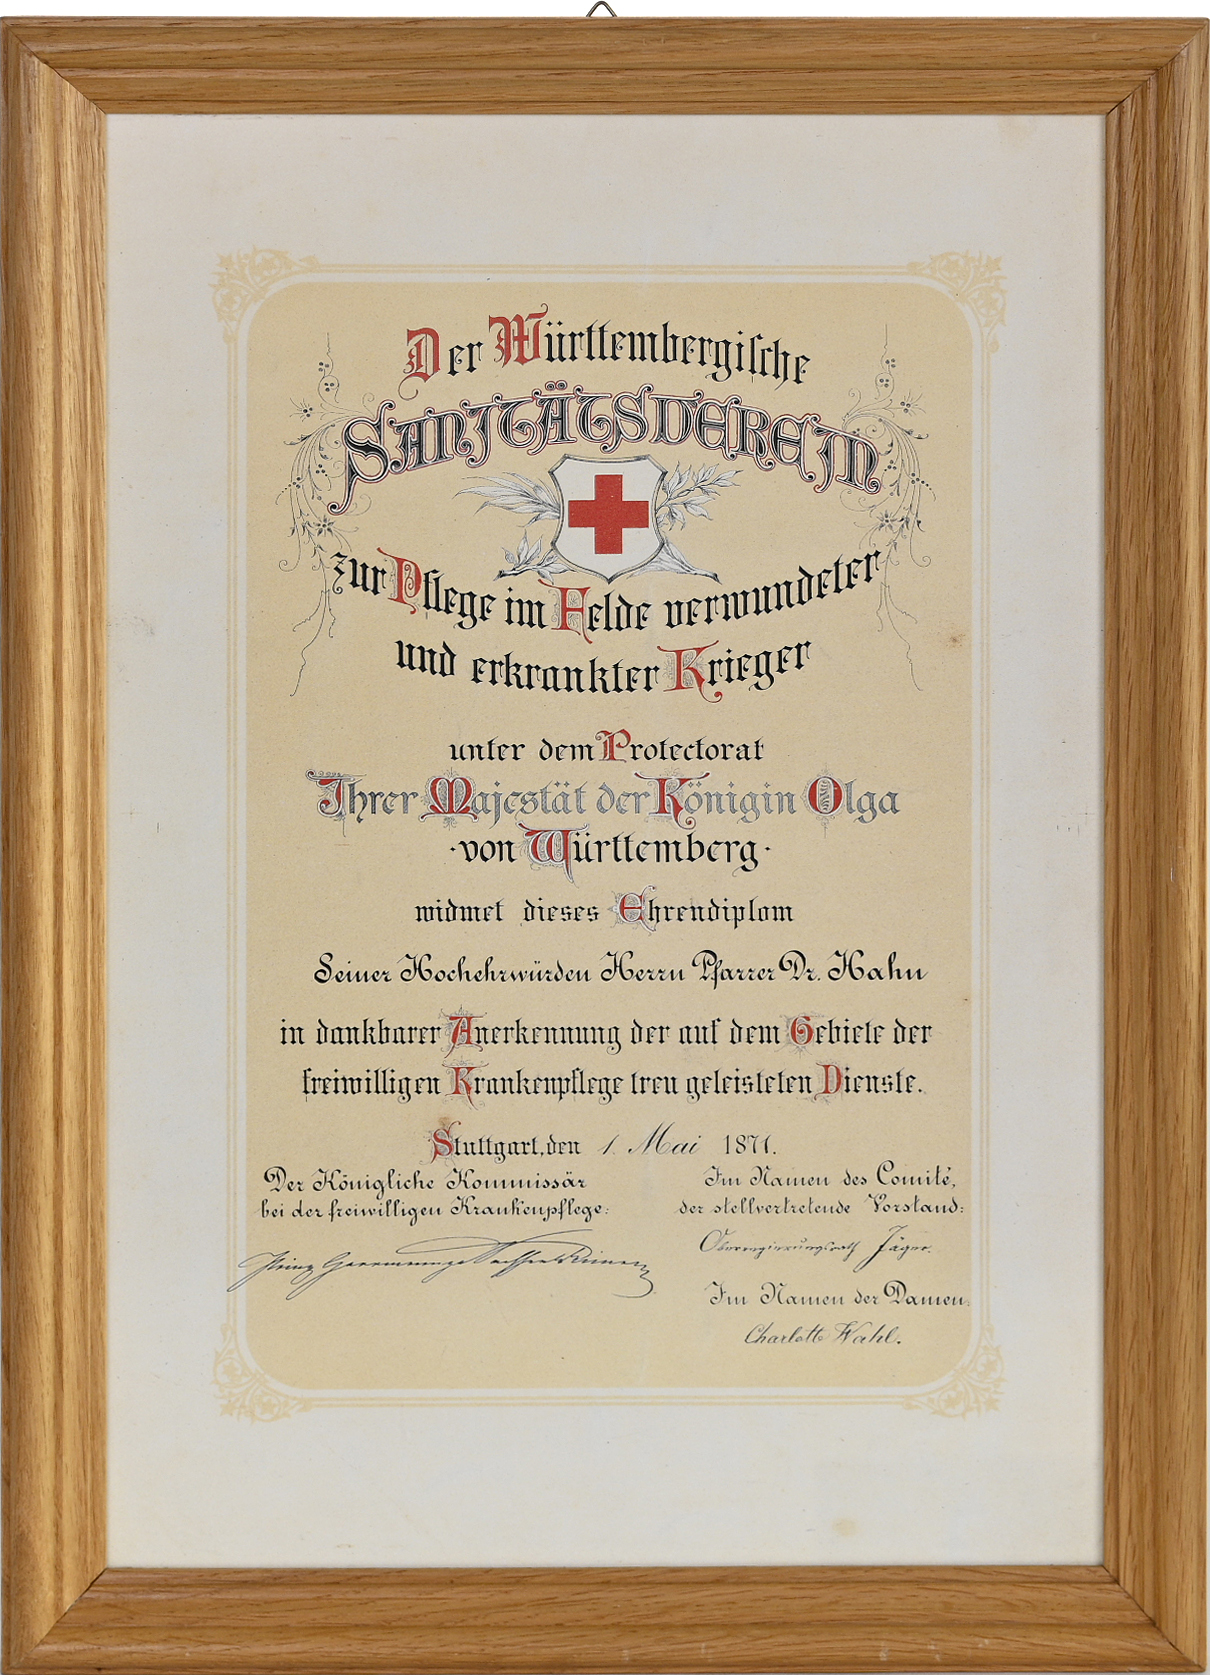 Der Württembergische
SANITÄTSVEREIN
zur Pflege im Felde verwundeter
und erkrankter Krieger
unter dem Protectorat
Ihrer Majestät der Königin Olga
·von Württemberg·
widmet dieses Ehrendiplom
Seiner Hochehrwürden Herrn Pfarrer Dr. Hahn
in dankbarer Anerkennung der auf dem Gebiete der
freiwilligen Krankenpflege treu geleisteten Dienste.
Stuttgart, den 1. Mai 1871.
Der Königliche Kommissär
bei der freiwilligen Krankenpflege:
Prinz Sachsen
Im Namen des Comité,
der stellvertretende Vorstand:
Oberregierungsrath Jäger.
Im Namen der Damen:
Charlotte Wahl.